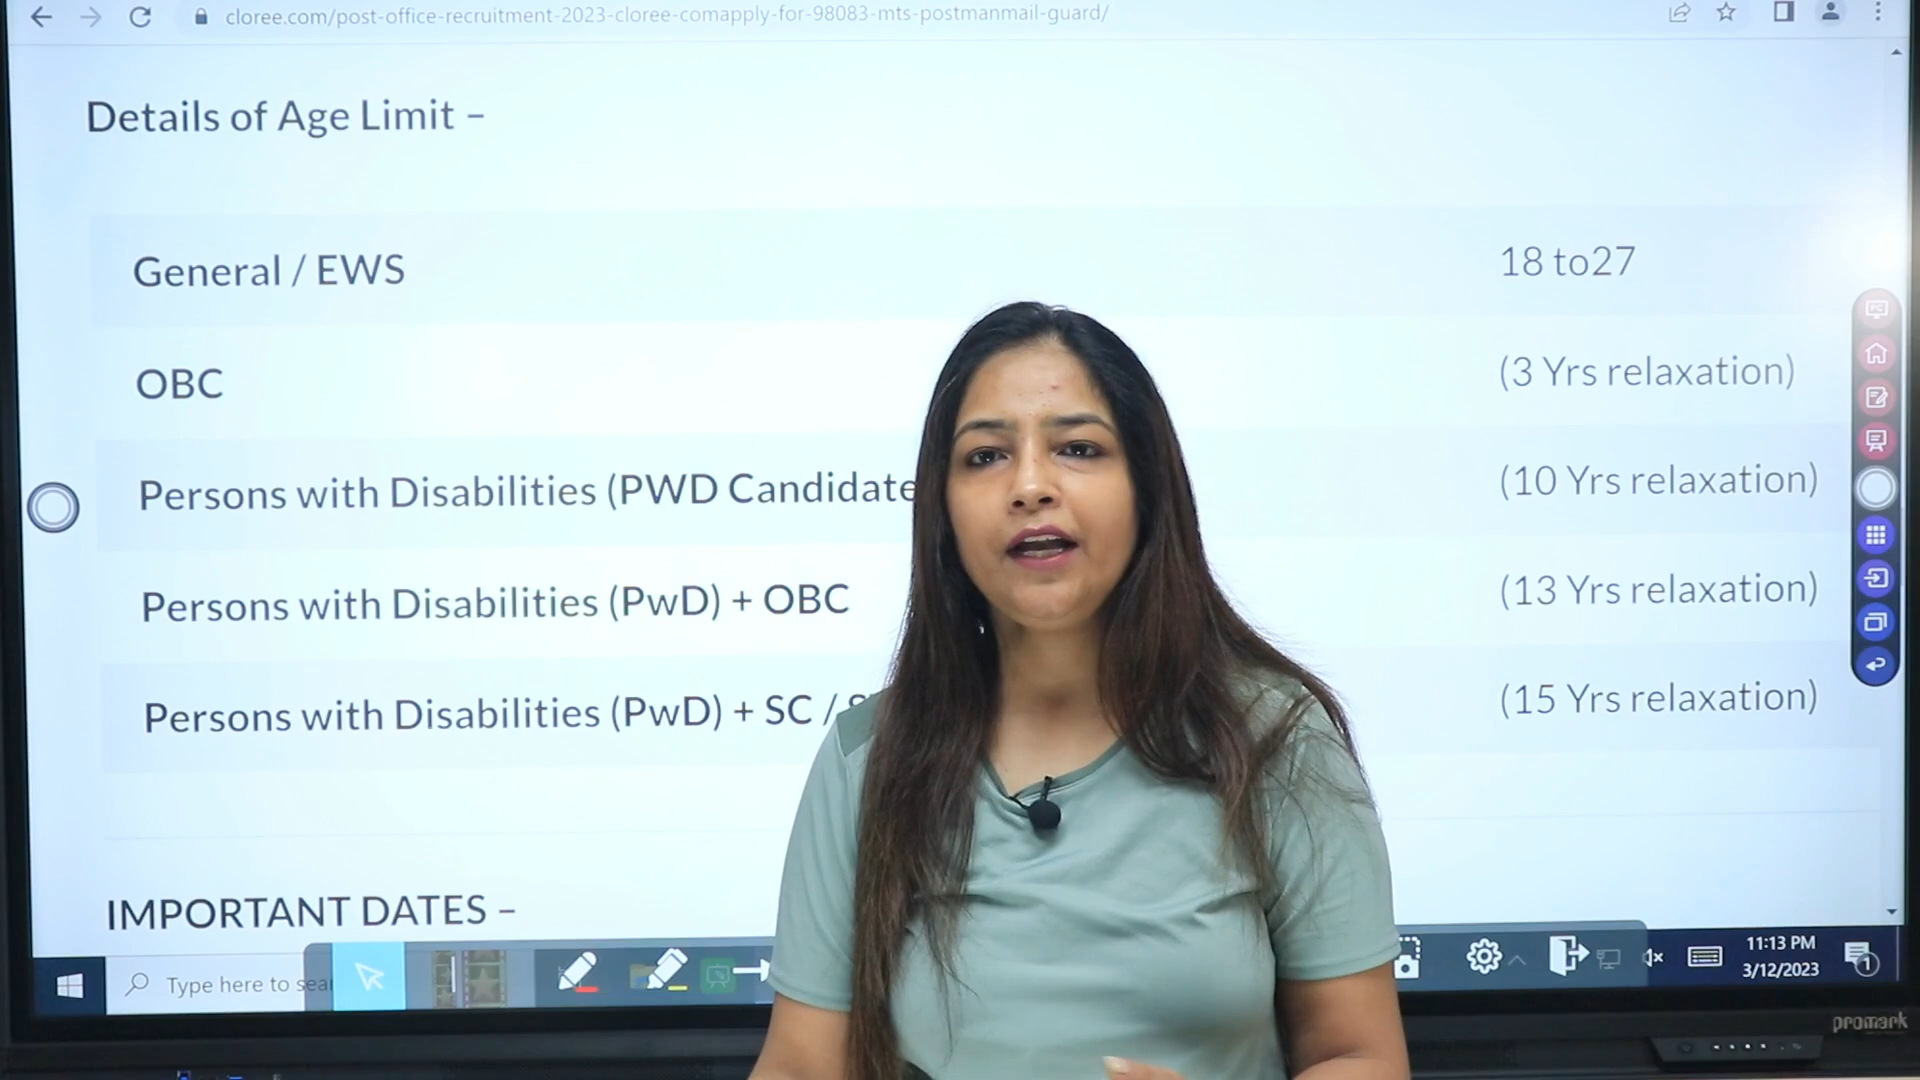 cloree.com/post-office-recruitment-2023-cloree-comapply-for-98083-mts-postmanmail-guard/
Details of Age Limit –
General / EWS 18 to27
OBC (3 Yrs relaxation)
Persons with Disabilities (PWD Candidate (10 Yrs relaxation)
Persons with Disabilities (PwD) + OBC (13 Yrs relaxation)
Persons with Disabilities (PwD) + SC / (15 Yrs relaxation)
IMPORTANT DATES –
Type here to sea
11:13 PM
3/12/2023
1
promark